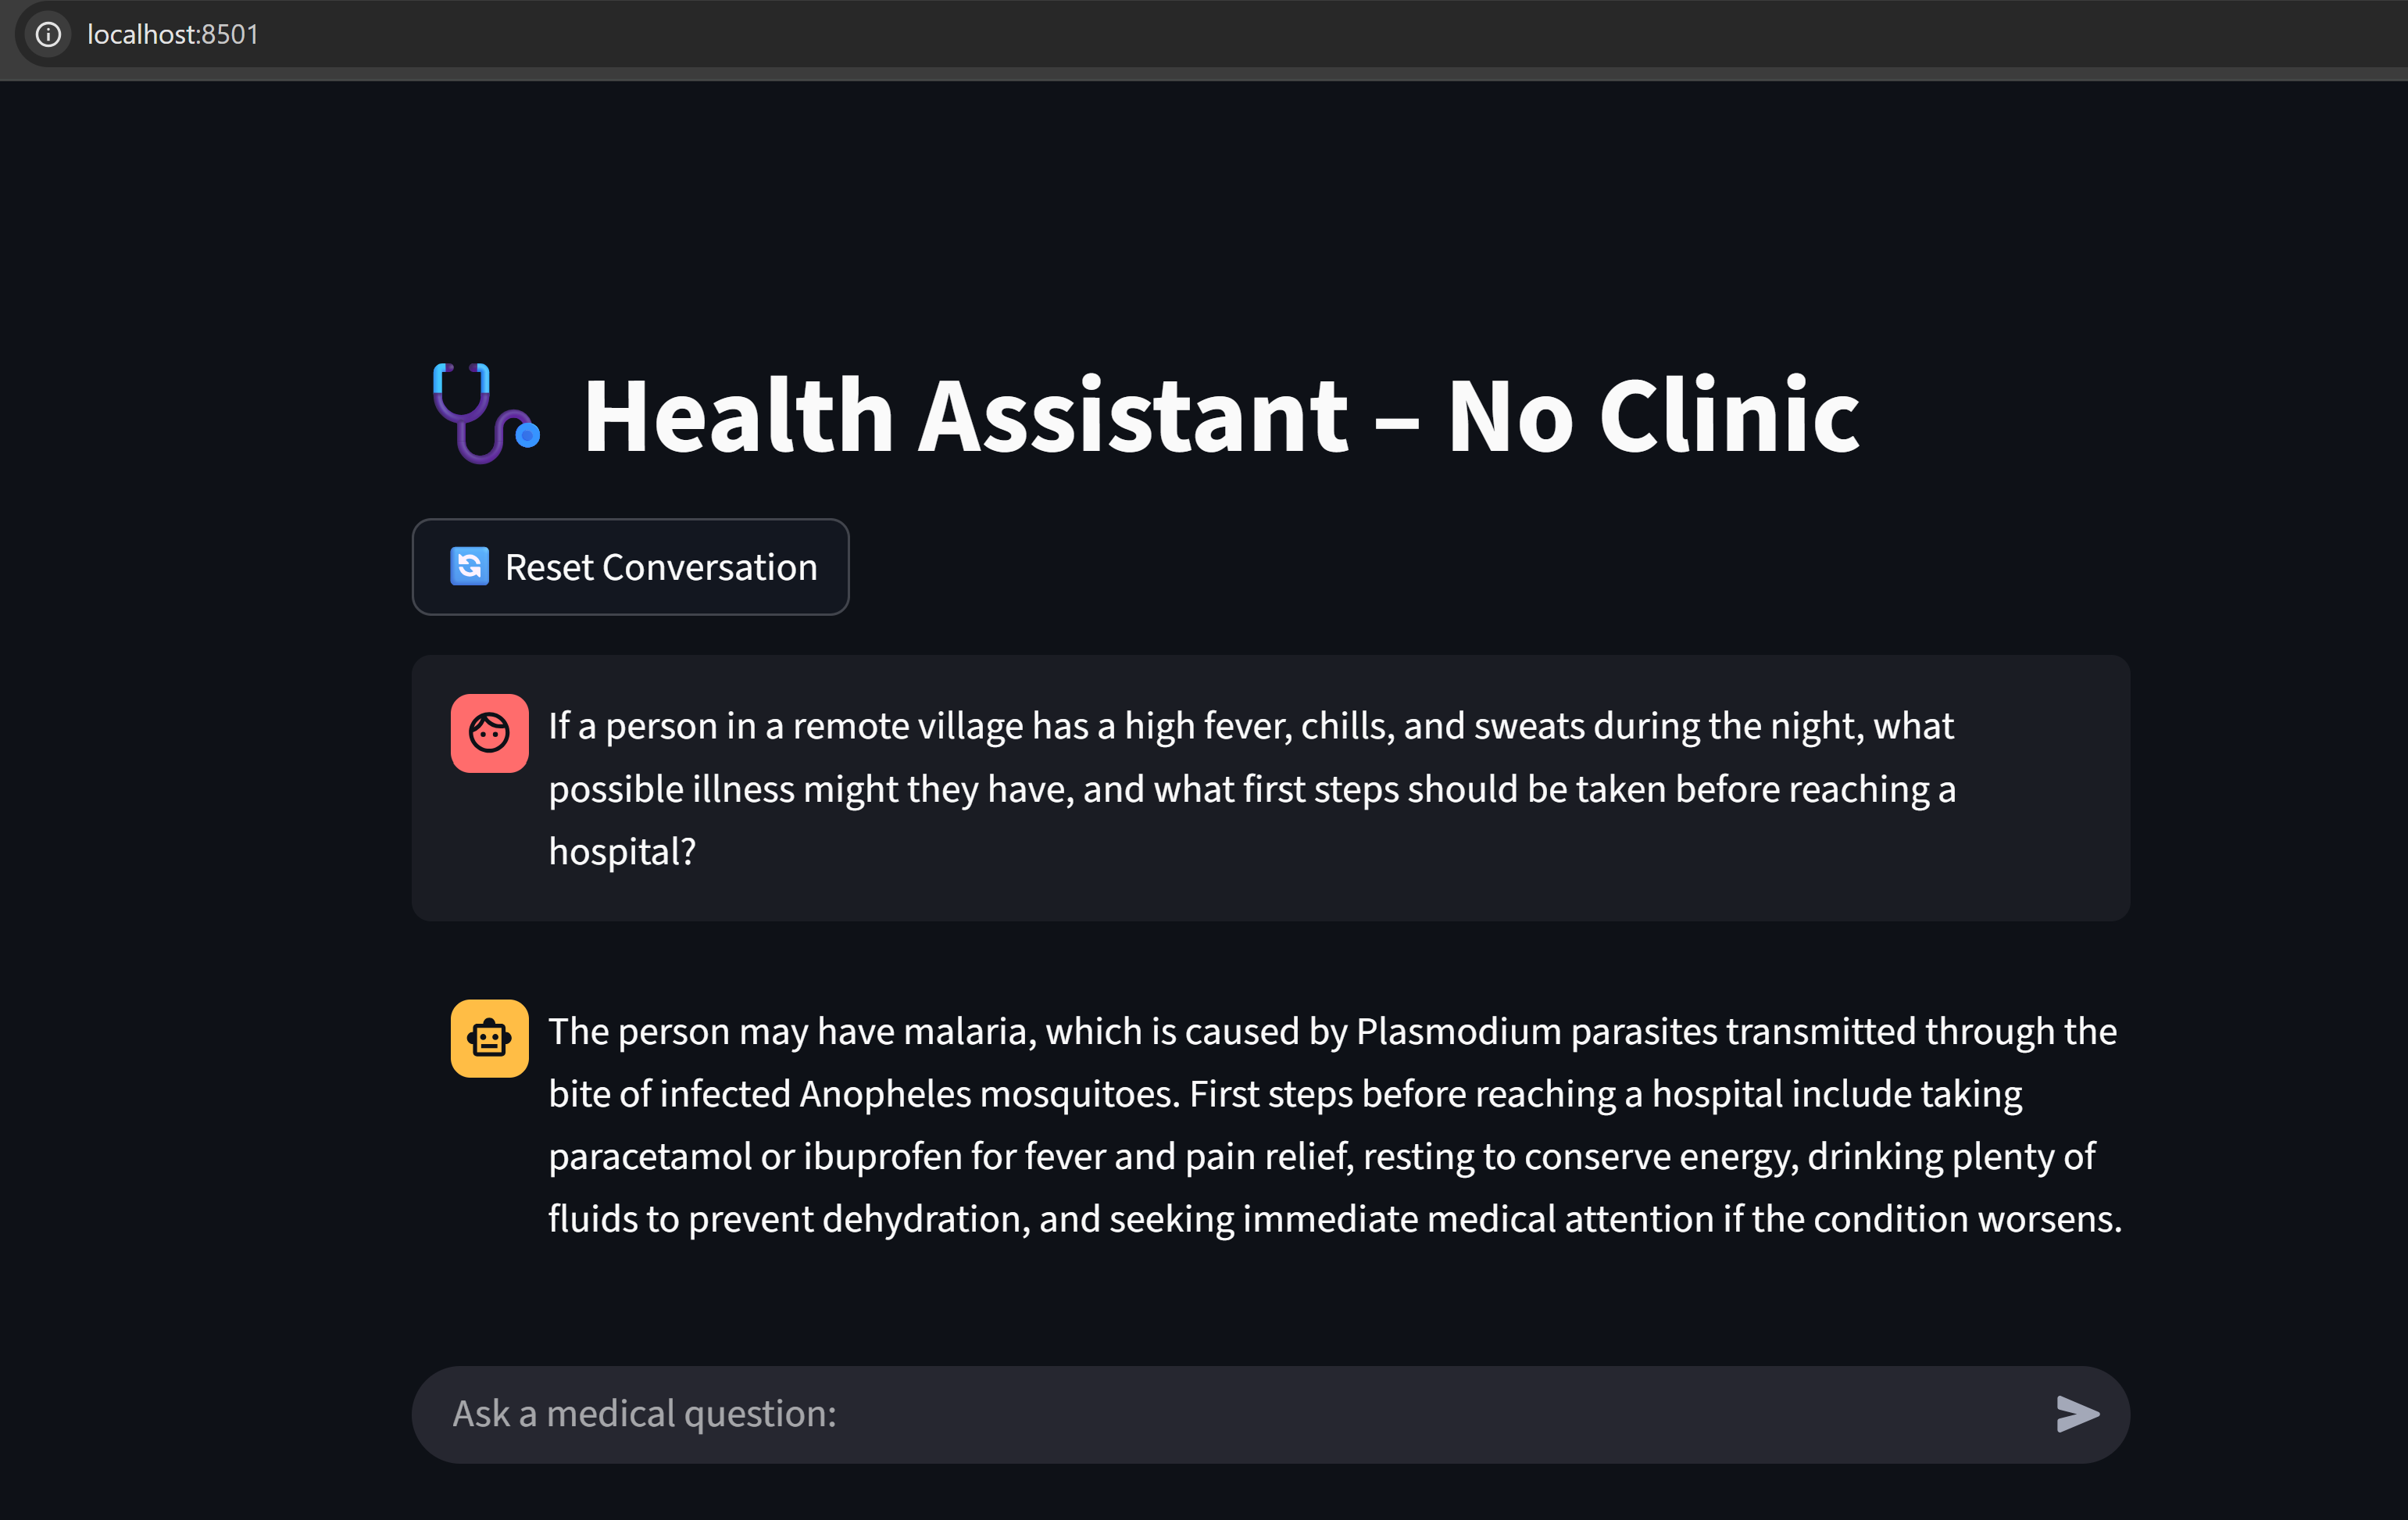 localhost:8501
🩺 Health Assistant – No Clinic
🔄 Reset Conversation
If a person in a remote village has a high fever, chills, and sweats during the night, what
possible illness might they have, and what first steps should be taken before reaching a
hospital?
The person may have malaria, which is caused by Plasmodium parasites transmitted through the
bite of infected Anopheles mosquitoes. First steps before reaching a hospital include taking
paracetamol or ibuprofen for fever and pain relief, resting to conserve energy, drinking plenty of
fluids to prevent dehydration, and seeking immediate medical attention if the condition worsens.
Ask a medical question: